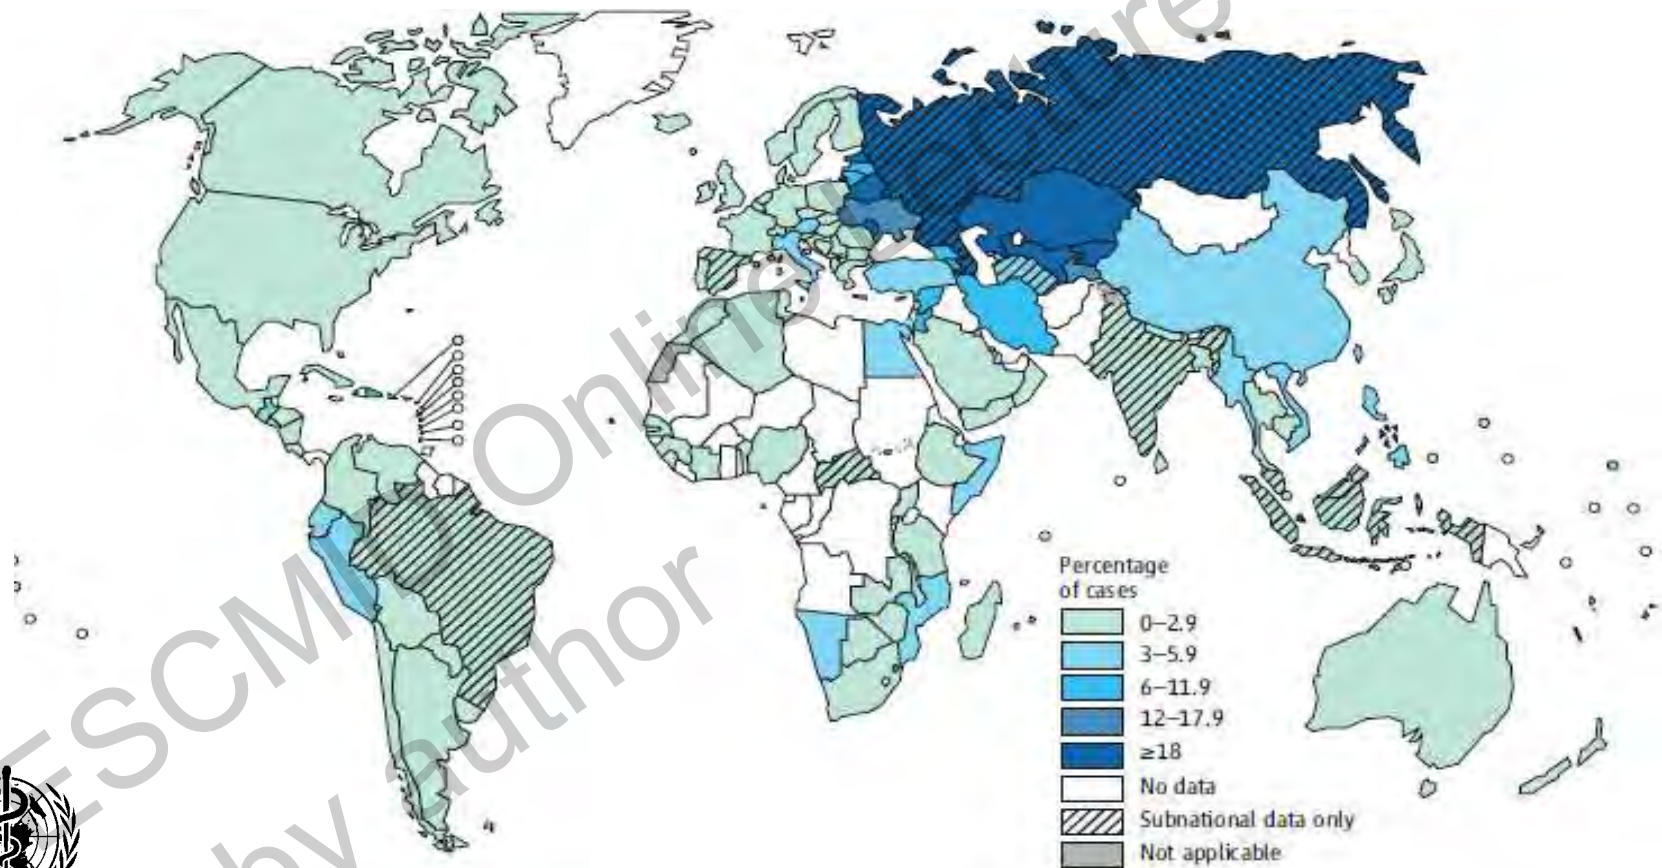 ESCMID Online
by author
Percentage
of cases
0–2.9
3–5.9
6–11.9
12–17.9
≥18
No data
Subnational data only
Not applicable